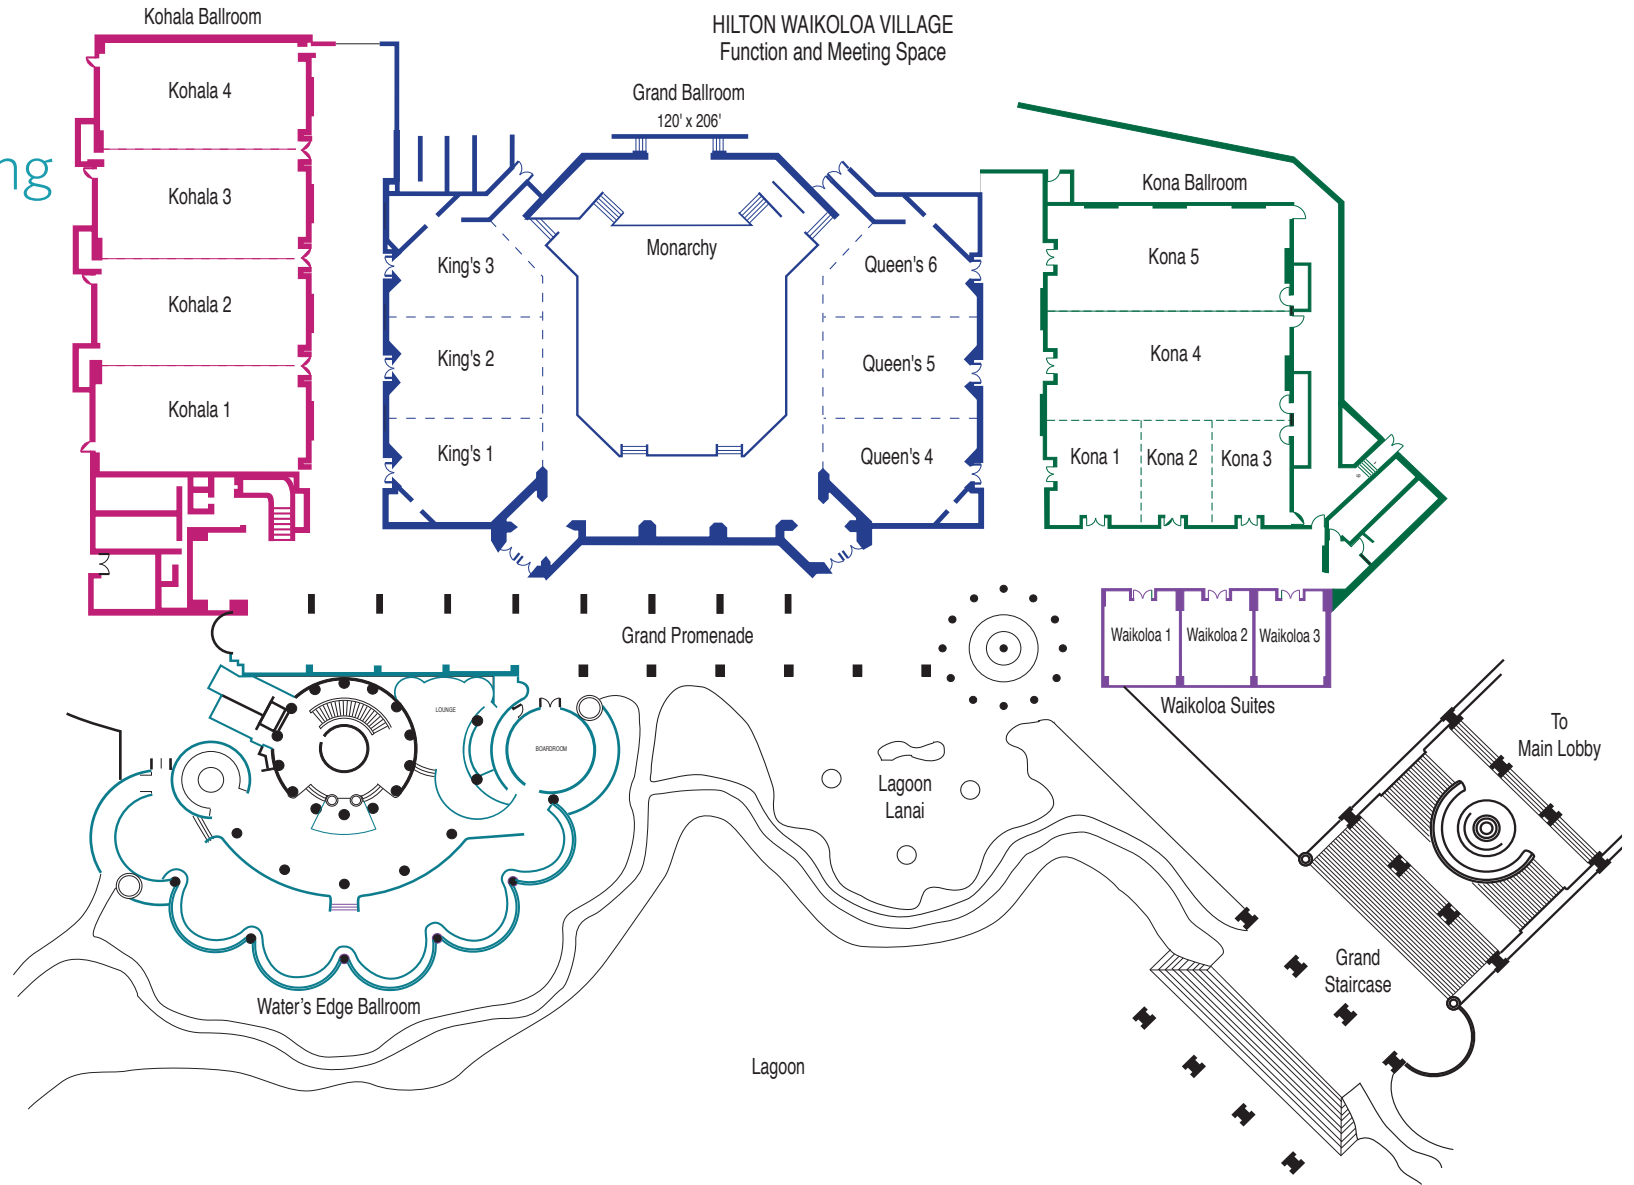 Kohala Ballroom
HILTON WAIKOLOA VILLAGE
Function and Meeting Space
Grand Ballroom
120' x 206'
Kona Ballroom
ng
Kohala 4
Kohala 3
Kohala 2
Kohala 1
King's 3
King's 2
King's 1
Monarchy
Queen's 6
Queen's 5
Queen's 4
Kona 5
Kona 4
Kona 1
Kona 2
Kona 3
Grand Promenade
Waikoloa 1
Waikoloa 2
Waikoloa 3
Waikoloa Suites
LOUNGE
BOARDROOM
Lagoon
Lanai
To
Main Lobby
Grand
Staircase
Water's Edge Ballroom
Lagoon